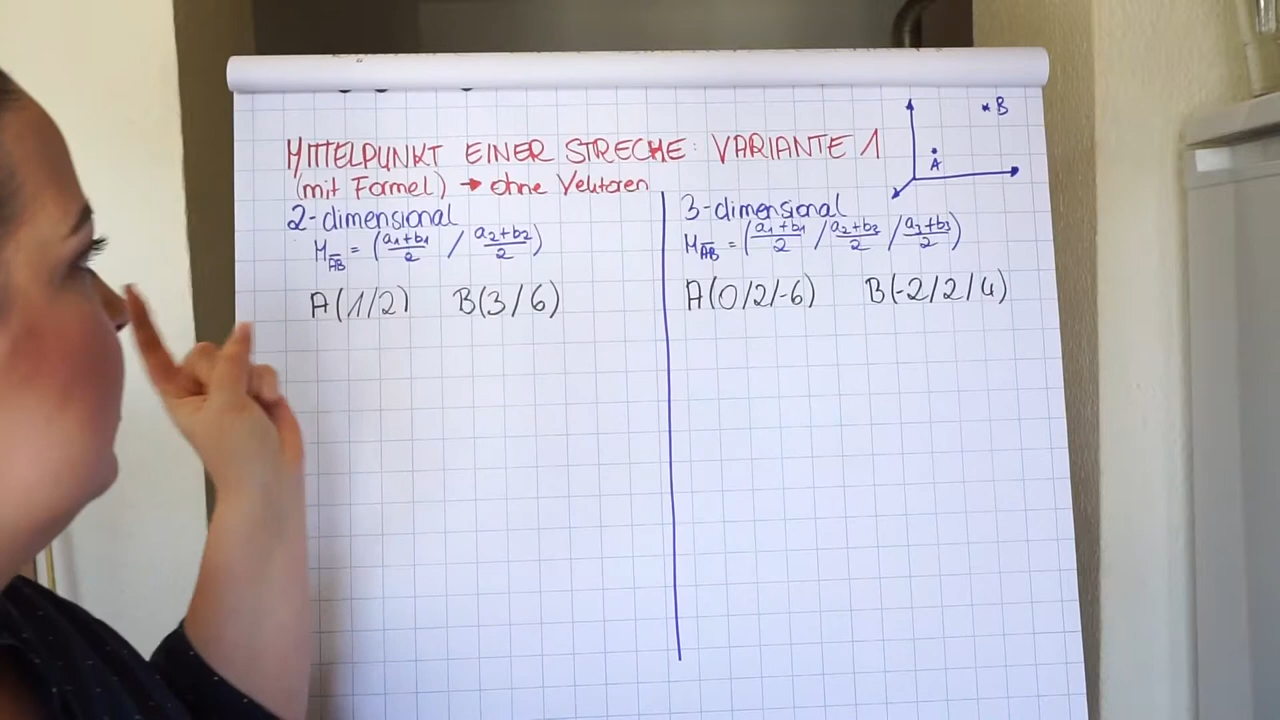 MITTELPUNKT EINER STRECKE: VARIANTE 1
(mit Formel) → ohne Vektoren
2-dimensional
M_AB = (a1+b1/2 / a2+b2/2)
A(1/2) B(3/6)
3-dimensional
M_AB = (a1+b1/2 / a2+b2/2 / a3+b3/2)
A(0/2/-6) B(-2/2/4)
B
A